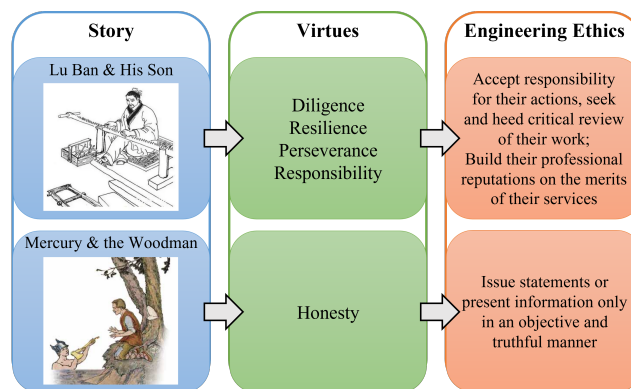 Story
Lu Ban & His Son
Mercury & the Woodman
Virtues
Diligence
Resilience
Perseverance
Responsibility
Honesty
Engineering Ethics
Accept responsibility
for their actions, seek
and heed critical review
of their work;
Build their professional
reputations on the merits
of their services
Issue statements or
present information only
in an objective and
truthful manner